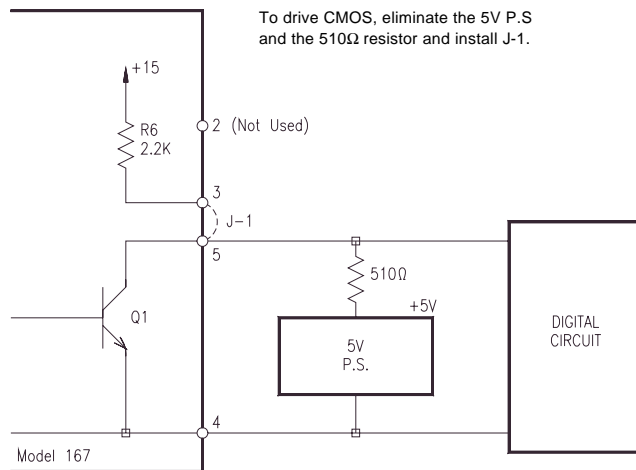 To drive CMOS, eliminate the 5V P.S
and the 510Ω resistor and install J-1.
+15
R6
2.2K
2 (Not Used)
3
J-1
5
510Ω
+5V
Q1
5V
P.S.
DIGITAL
CIRCUIT
4
Model 167